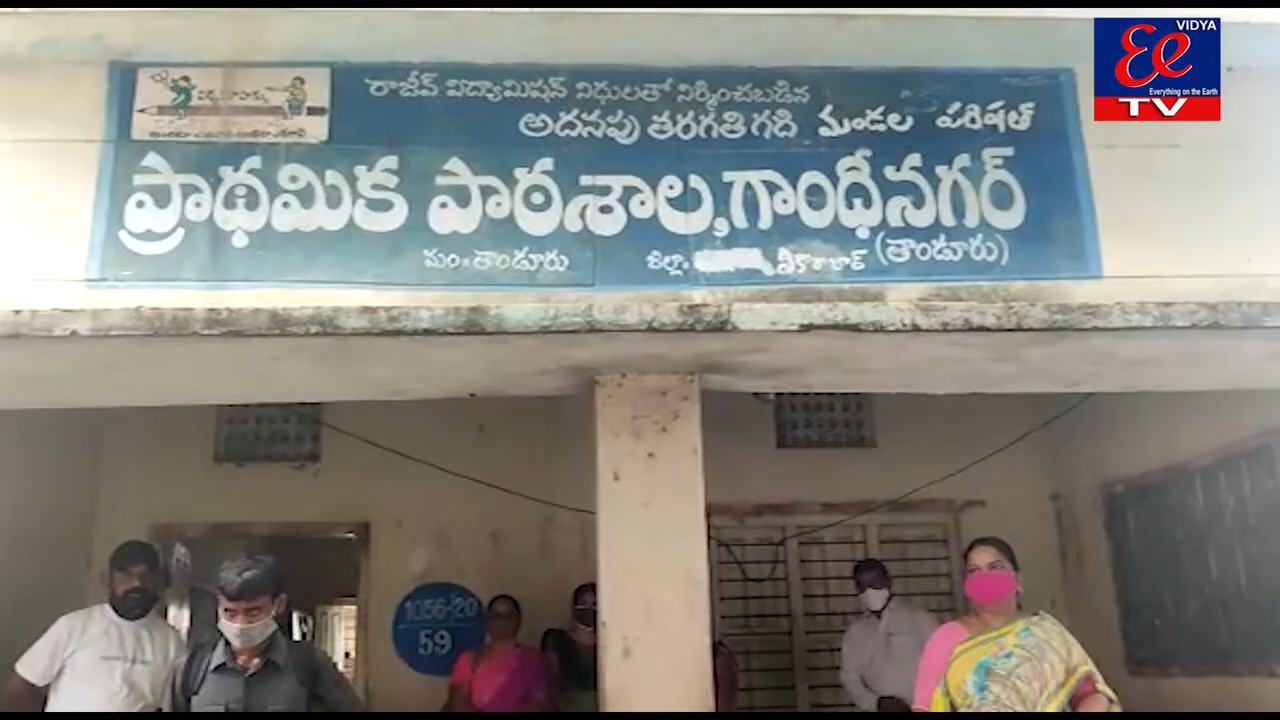 VIDYA
Ee
Everything on the Earth
TV
రాజీవ్ విద్యామిషన్ నిధులతో నిర్మించబడిన
అదనపు తరగతి గది మండల పరిషత్
ప్రాథమిక పాఠశాల, గాంధీనగర్
మం॥తాండూరు జిల్లా వికారాబాద్ (తాండూరు)
1056-20
59